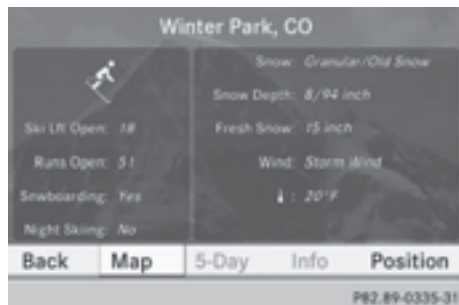 Winter Park, CO
Snow: Granular/Old Snow
Snow Depth: 8/94 inch
Ski Lift Open: 18
Fresh Snow: 15 inch
Runs Open: 51
Wind: Storm Wind
Snwboarding: Yes
: 20°F
Night Skiing: No
Back Map 5-Day Info Position
P82.89-0335-31